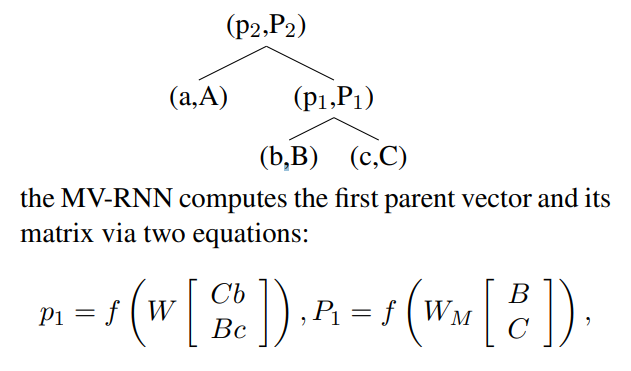 (p₂,P₂)
(a,A) (p₁,P₁)
(b,B) (c,C)
the MV-RNN computes the first parent vector and its
matrix via two equations:
p₁ = f ( W [ Cb ; Bc ] ) , P₁ = f ( W_M [ B ; C ] ) ,